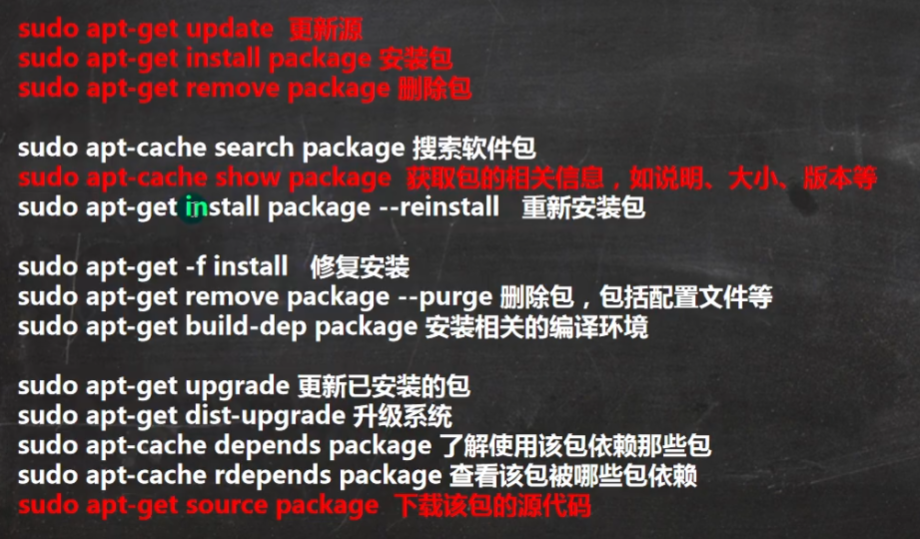 sudo apt-get update 更新源
sudo apt-get install package 安装包
sudo apt-get remove package 删除包
sudo apt-cache search package 搜索软件包
sudo apt-cache show package 获取包的相关信息，如说明、大小、版本等
sudo apt-get install package --reinstall 重新安装包
sudo apt-get -f install 修复安装
sudo apt-get remove package --purge 删除包，包括配置文件等
sudo apt-get build-dep package 安装相关的编译环境
sudo apt-get upgrade 更新已安装的包
sudo apt-get dist-upgrade 升级系统
sudo apt-cache depends package 了解使用该包依赖那些包
sudo apt-cache rdepends package 查看该包被哪些包依赖
sudo apt-get source package 下载该包的源代码